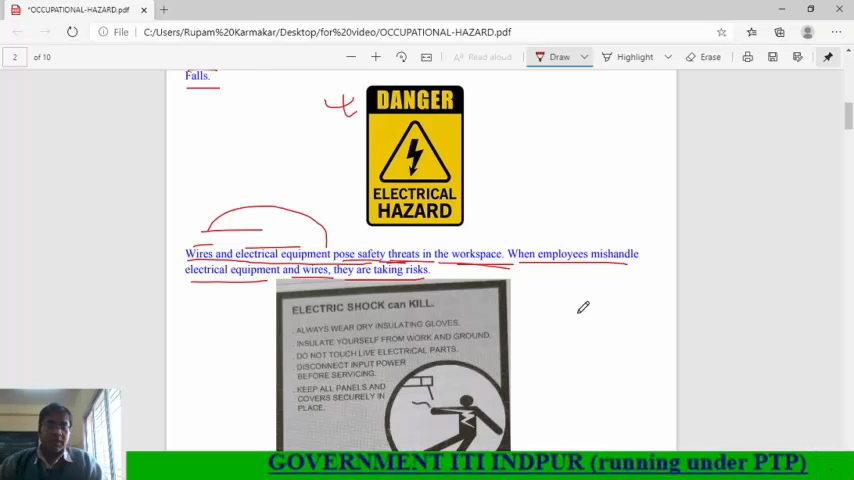 *OCCUPATIONAL-HAZARD.pdf
File
C:/Users/Rupam%20Karmakar/Desktop/for%20video/OCCUPATIONAL-HAZARD.pdf
2 of 10
Read aloud
Draw
Highlight
Erase
Falls.
DANGER
ELECTRICAL
HAZARD
Wires and electrical equipment pose safety threats in the workspace. When employees mishandle
electrical equipment and wires, they are taking risks.
ELECTRIC SHOCK can KILL.
. ALWAYS WEAR DRY INSULATING GLOVES.
. INSULATE YOURSELF FROM WORK AND GROUND.
. DO NOT TOUCH LIVE ELECTRICAL PARTS.
. DISCONNECT INPUT POWER
BEFORE SERVICING.
. KEEP ALL PANELS AND
COVERS SECURELY IN
PLACE.
GOVERNMENT ITI INDPUR (running under PTP)